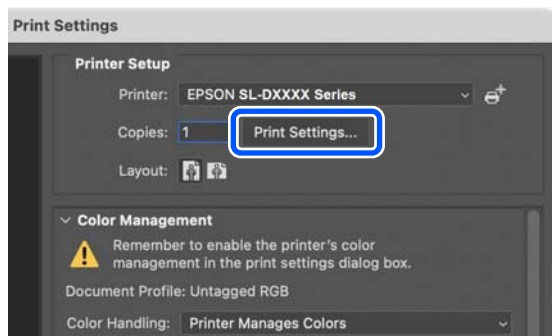 Print Settings
Printer Setup
Printer: EPSON SL-DXXXX Series
Copies: 1 Print Settings...
Layout:
Color Management
Remember to enable the printer's color
management in the print settings dialog box.
Document Profile: Untagged RGB
Color Handling: Printer Manages Colors